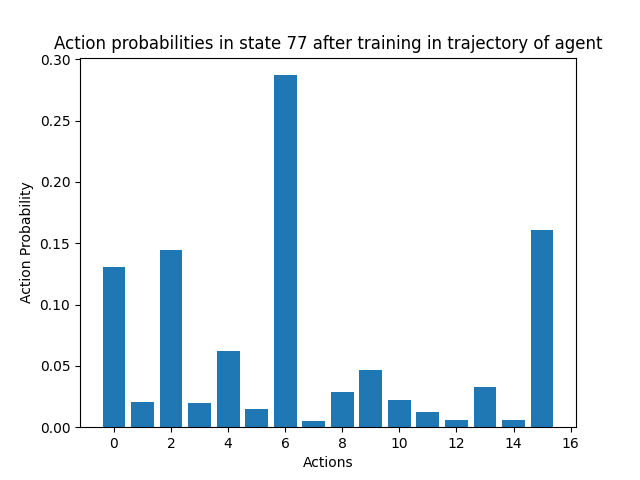 Action probabilities in state 77 after training in trajectory of agent
0.30
0.25
0.20
0.15
0.10
0.05
0.00
Action Probability
0 2 4 6 8 10 12 14 16
Actions